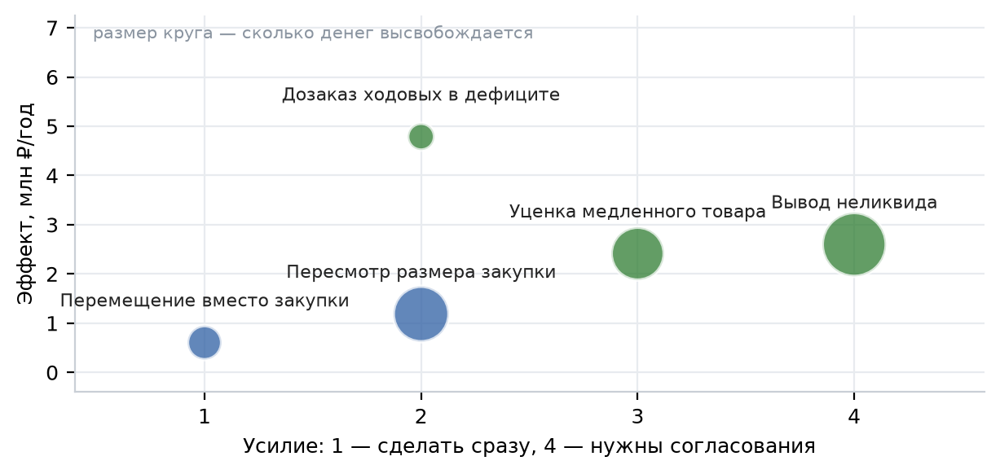 размер круга — сколько денег высвобождается
Дозаказ ходовых в дефиците
Вывод неликвида
Уценка медленного товара
Пересмотр размера закупки
Перемещение вместо закупки
Эффект, млн ₽/год
7
6
5
4
3
2
1
0
1 2 3 4
Усилие: 1 — сделать сразу, 4 — нужны согласования